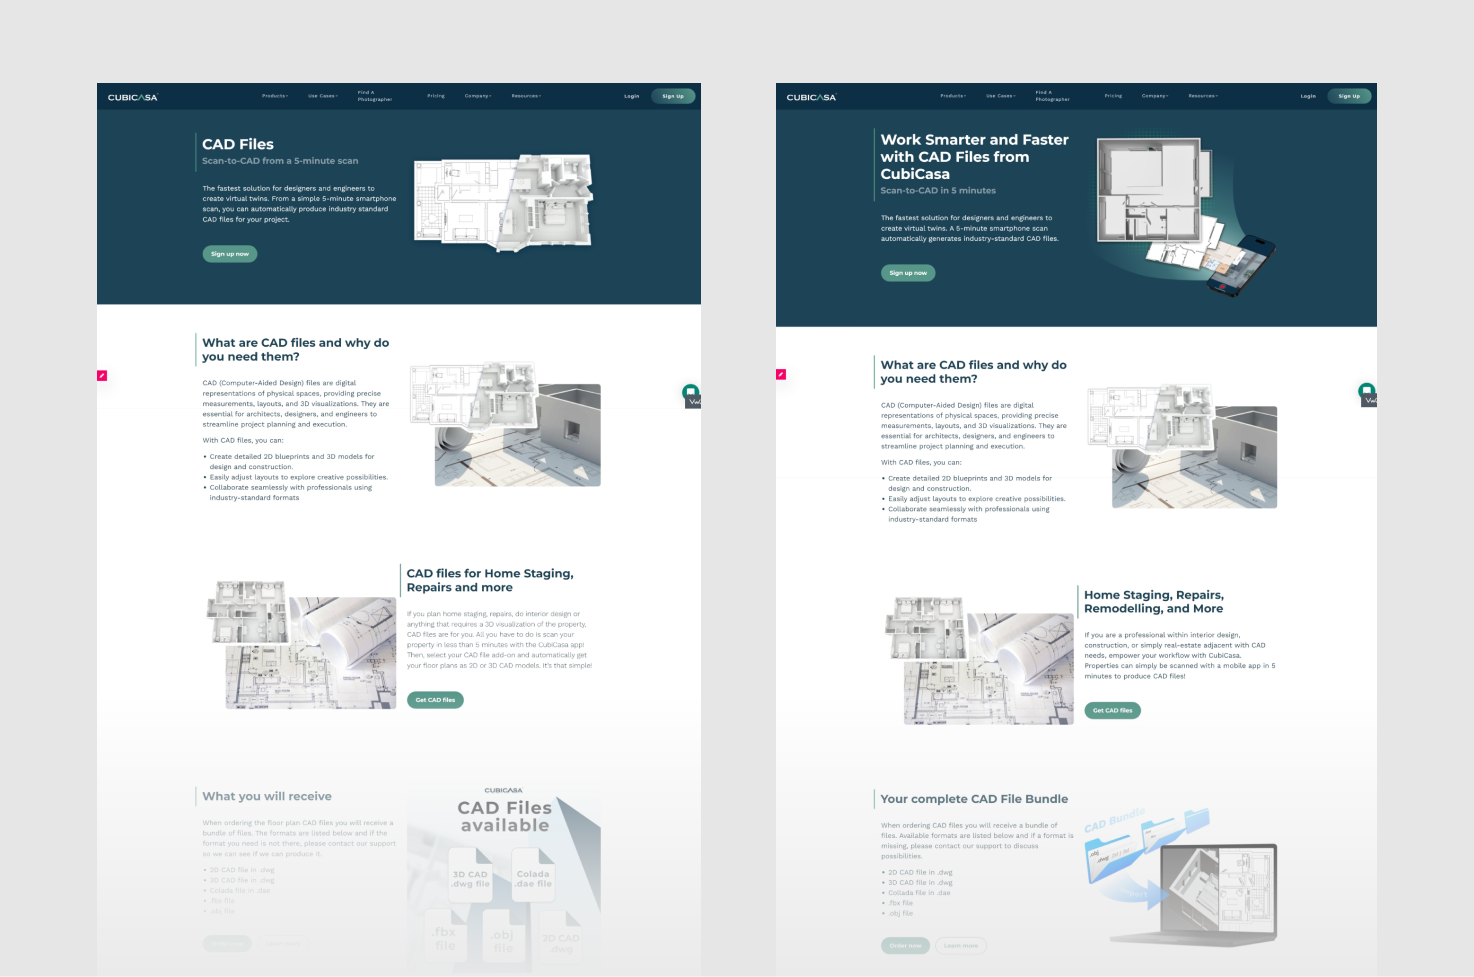 CUBICASA
Products
Use Cases
Find A
Photographer
Pricing
Company
Resources
Login
Sign Up
CAD Files
Scan-to-CAD from a 5-minute scan
The fastest solution for designers and engineers to
create virtual twins. From a simple 5-minute smartphone
scan, you can automatically produce industry standard
CAD files for your project.
Sign up now
What are CAD files and why do
you need them?
CAD (Computer-Aided Design) files are digital
representations of physical spaces, providing precise
measurements, layouts, and 3D visualizations. They are
essential for architects, designers, and engineers to
streamline project planning and execution.
With CAD files, you can:
• Create detailed 2D blueprints and 3D models for
design and construction.
• Easily adjust layouts to explore creative possibilities.
• Collaborate seamlessly with professionals using
industry-standard formats
CAD files for Home Staging,
Repairs and more
If you plan home staging, repairs, do interior design or
anything that requires a 3D visualization of the property,
CAD files are for you. All you have to do is scan your
property in less than 5 minutes with the CubiCasa app!
Then, select your CAD file add-on and automatically get
your floor plans as 2D or 3D CAD models. It's that simple!
Get CAD files
What you will receive
When ordering the floor plan CAD files you will receive a
bundle of files. The formats are listed below and if the
format you need is not there, please contact our support
so we can see if we can produce it.
• 2D CAD file in .dwg
• 3D CAD file in .dwg
• Colada file in .dae
• .fbx file
• .obj file
CUBICASA
CAD Files
available
3D CAD
.dwg file
Colada
.dae file
.fbx
file
.obj
file
2D CAD
.dwg
CUBICASA
Products
Use Cases
Find A
Photographer
Pricing
Company
Resources
Login
Sign Up
Work Smarter and Faster
with CAD Files from
CubiCasa
Scan-to-CAD in 5 minutes
The fastest solution for designers and engineers to
create virtual twins. A 5-minute smartphone scan
automatically generates industry-standard CAD files.
Sign up now
What are CAD files and why do
you need them?
CAD (Computer-Aided Design) files are digital
representations of physical spaces, providing precise
measurements, layouts, and 3D visualizations. They are
essential for architects, designers, and engineers to
streamline project planning and execution.
With CAD files, you can:
• Create detailed 2D blueprints and 3D models for
design and construction.
• Easily adjust layouts to explore creative possibilities.
• Collaborate seamlessly with professionals using
industry-standard formats
Home Staging, Repairs,
Remodelling, and More
If you are a professional within interior design,
construction, or simply real-estate adjacent with CAD
needs, empower your workflow with CubiCasa.
Properties can simply be scanned with a mobile app in 5
minutes to produce CAD files!
Get CAD files
Your complete CAD File Bundle
When ordering CAD files you will receive a bundle of
files. Available formats are listed below and if a format is
missing, please contact our support to discuss
possibilities.
• 2D CAD file in .dwg
• 3D CAD file in .dwg
• Collada file in .dae
• .fbx file
• .obj file
Order now
Learn more
CAD Bundle
.obj
.dwg